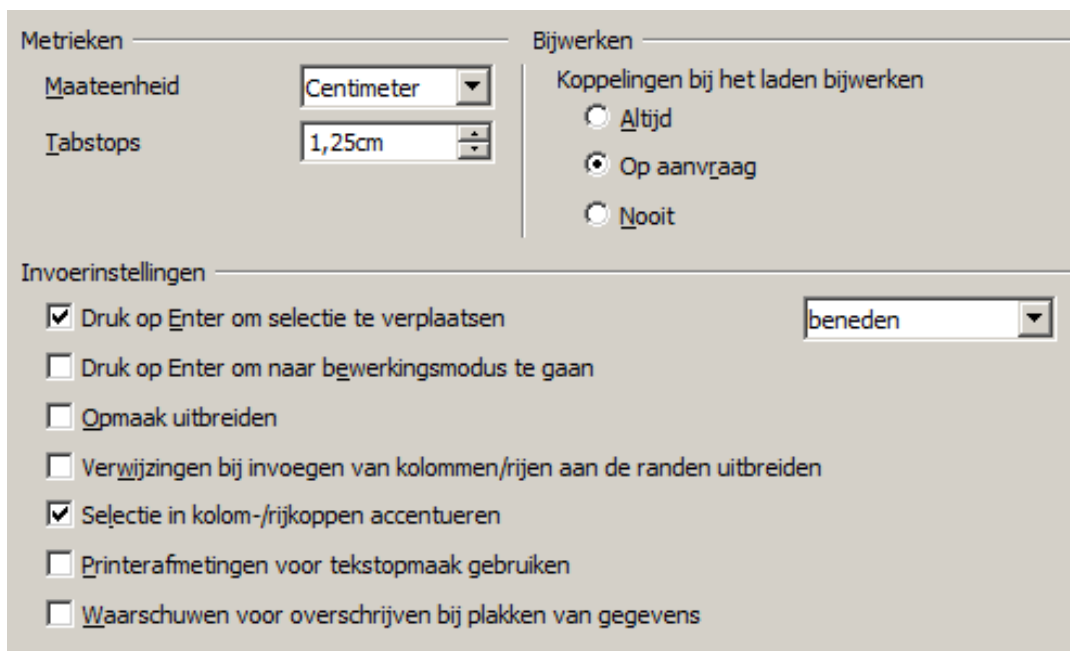 Metrieken
Maateenheid Centimeter
Tabstops 1,25cm
Bijwerken
Koppelingen bij het laden bijwerken
Altijd
Op aanvraag
Nooit
Invoerinstellingen
Druk op Enter om selectie te verplaatsen beneden
Druk op Enter om naar bewerkingsmodus te gaan
Opmaak uitbreiden
Verwijzingen bij invoegen van kolommen/rijen aan de randen uitbreiden
Selectie in kolom-/rijkoppen accentueren
Printerafmetingen voor tekstopmaak gebruiken
Waarschuwen voor overschrijven bij plakken van gegevens